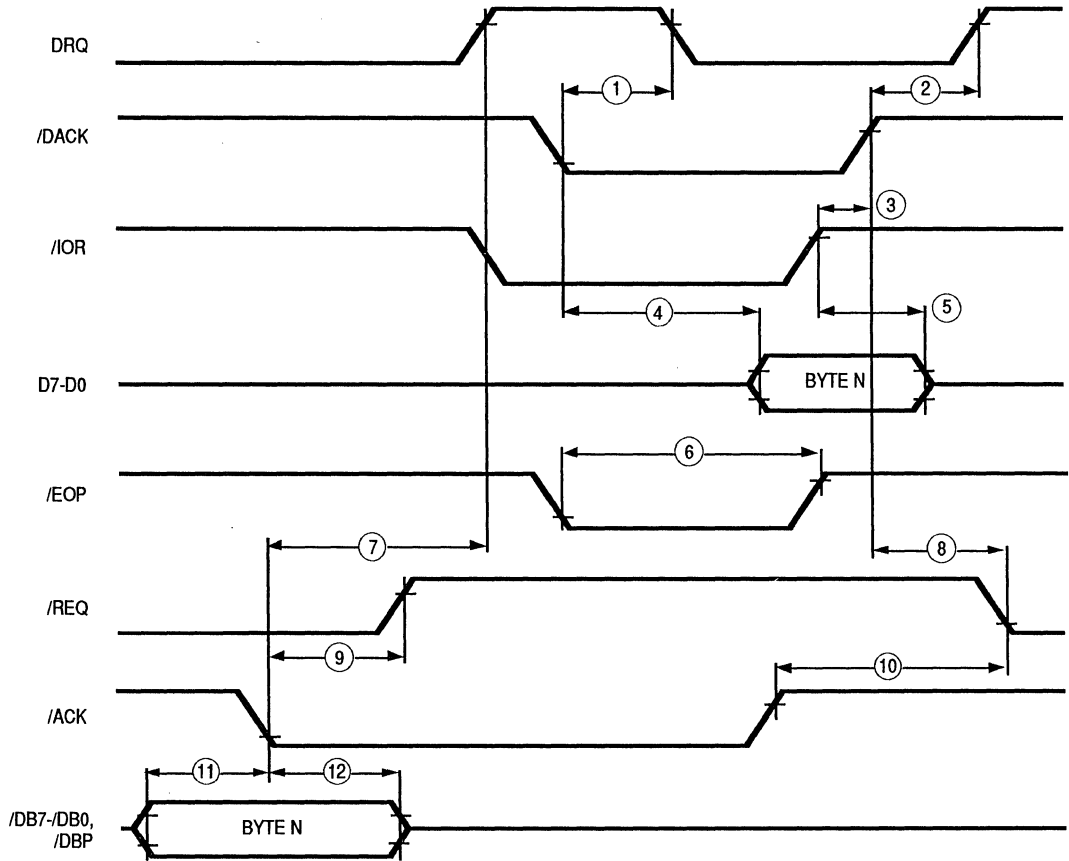 DRQ
1
2
/DACK
3
/IOR
4
5
D7-D0
BYTE N
6
/EOP
7
8
/REQ
9
10
/ACK
11
12
/DB7-/DB0,
/DBP
BYTE N